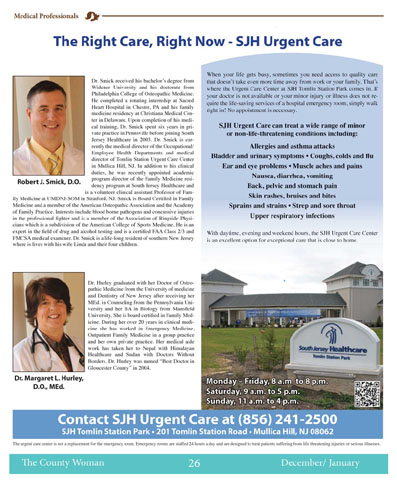 Medical Professionals
The Right Care, Right Now - SJH Urgent Care
Dr. Smick received his bachelor's degree from
Widener University and his doctorate from
Philadelphia College of Osteopathic Medicine.
He completed a rotating internship at Sacred
Heart Hospital in Chester, PA and his family
medicine residency at Christiana Medical Cen-
ter in Delaware. Upon completion of his medi-
cal training, Dr. Smick spent six years in pri-
vate practice in Pennsville before joining South
Jersey Healthcare in 2003. Dr. Smick is cur-
rently the medical director of the Occupational/
Employee Health Departments and medical
director of Tomlin Station Urgent Care Center
in Mullica Hill, NJ. In addition to his clinical
duties, he was recently appointed academic
program director of the Family Medicine resi-
dency program at South Jersey Healthcare and
is a volunteer clinical assistant Professor of Fam-
ily Medicine at UMDNJ-SOM in Stratford, NJ. Smick is Board Certified in Family
Medicine and a member of the American Osteopathic Association and the Academy
of Family Practice. Interests include blood borne pathogens and concussive injuries
in the professional fighter and is a member of the Association of Ringside Physi-
cians which is a subdivision of the American College of Sports Medicine. He is an
expert in the field of drug and alcohol testing and is a certified FAA Class 2/3 and
FMCSA medical examiner. Dr. Smick is a life-long resident of southern New Jersey
where is lives with his wife Linda and their four children.
Robert J. Smick, D.O.
Dr. Hurley graduated with her Doctor of Osteo-
pathic Medicine from the University of medicine
and Dentistry of New Jersey after receiving her
MEd. in Counseling from the Pennsylvania Uni-
versity and her BA in Biology from Mansfield
University. She is board certified in Family Med-
icine. During her over 20 years in clinical medi-
cine she has worked in Emergency Medicine,
Outpatient Family Medicine in a group practice
and her own private practice. Her medical aide
work has taken her to Nepal with Himalayan
Healthcare and Sudan with Doctors Without
Borders. Dr. Hurley was named "Best Doctor in
Gloucester County" in 2004.
Dr. Margaret L. Hurley,
D.O., MEd.
When your life gets busy, sometimes you need access to quality care
that doesn't take even more time away from work or your family. That's
where the Urgent Care Center at SJH Tomlin Station Park comes in. If
your doctor is not available or your minor injury or illness does not re-
quire the life-saving services of a hospital emergency room, simply walk
right in! No appointment is necessary.
SJH Urgent Care can treat a wide range of minor
or non-life-threatening conditions including:
Allergies and asthma attacks
Bladder and urinary symptoms • Coughs, colds and flu
Ear and eye problems • Muscle aches and pains
Nausea, diarrhea, vomiting
Back, pelvic and stomach pain
Skin rashes, bruises and bites
Sprains and strains • Strep and sore throat
Upper respiratory infections
With daytime, evening and weekend hours, the SJH Urgent Care Center
is an excellent option for exceptional care that is close to home.
South Jersey Healthcare
Tomlin Station Park
Monday – Friday, 8 a.m. to 8 p.m.
Saturday, 9 a.m. to 5 p.m.
Sunday, 11 a.m. to 4 p.m.
Contact SJH Urgent Care at (856) 241-2500
SJH Tomlin Station Park • 201 Tomlin Station Road • Mullica Hill, NJ 08062
The urgent care center is not a replacement for the emergency room. Emergency rooms are staffed 24 hours a day and are designed to treat patients suffering from life threatening injuries or serious illnesses.
The County Woman 26 December/ January